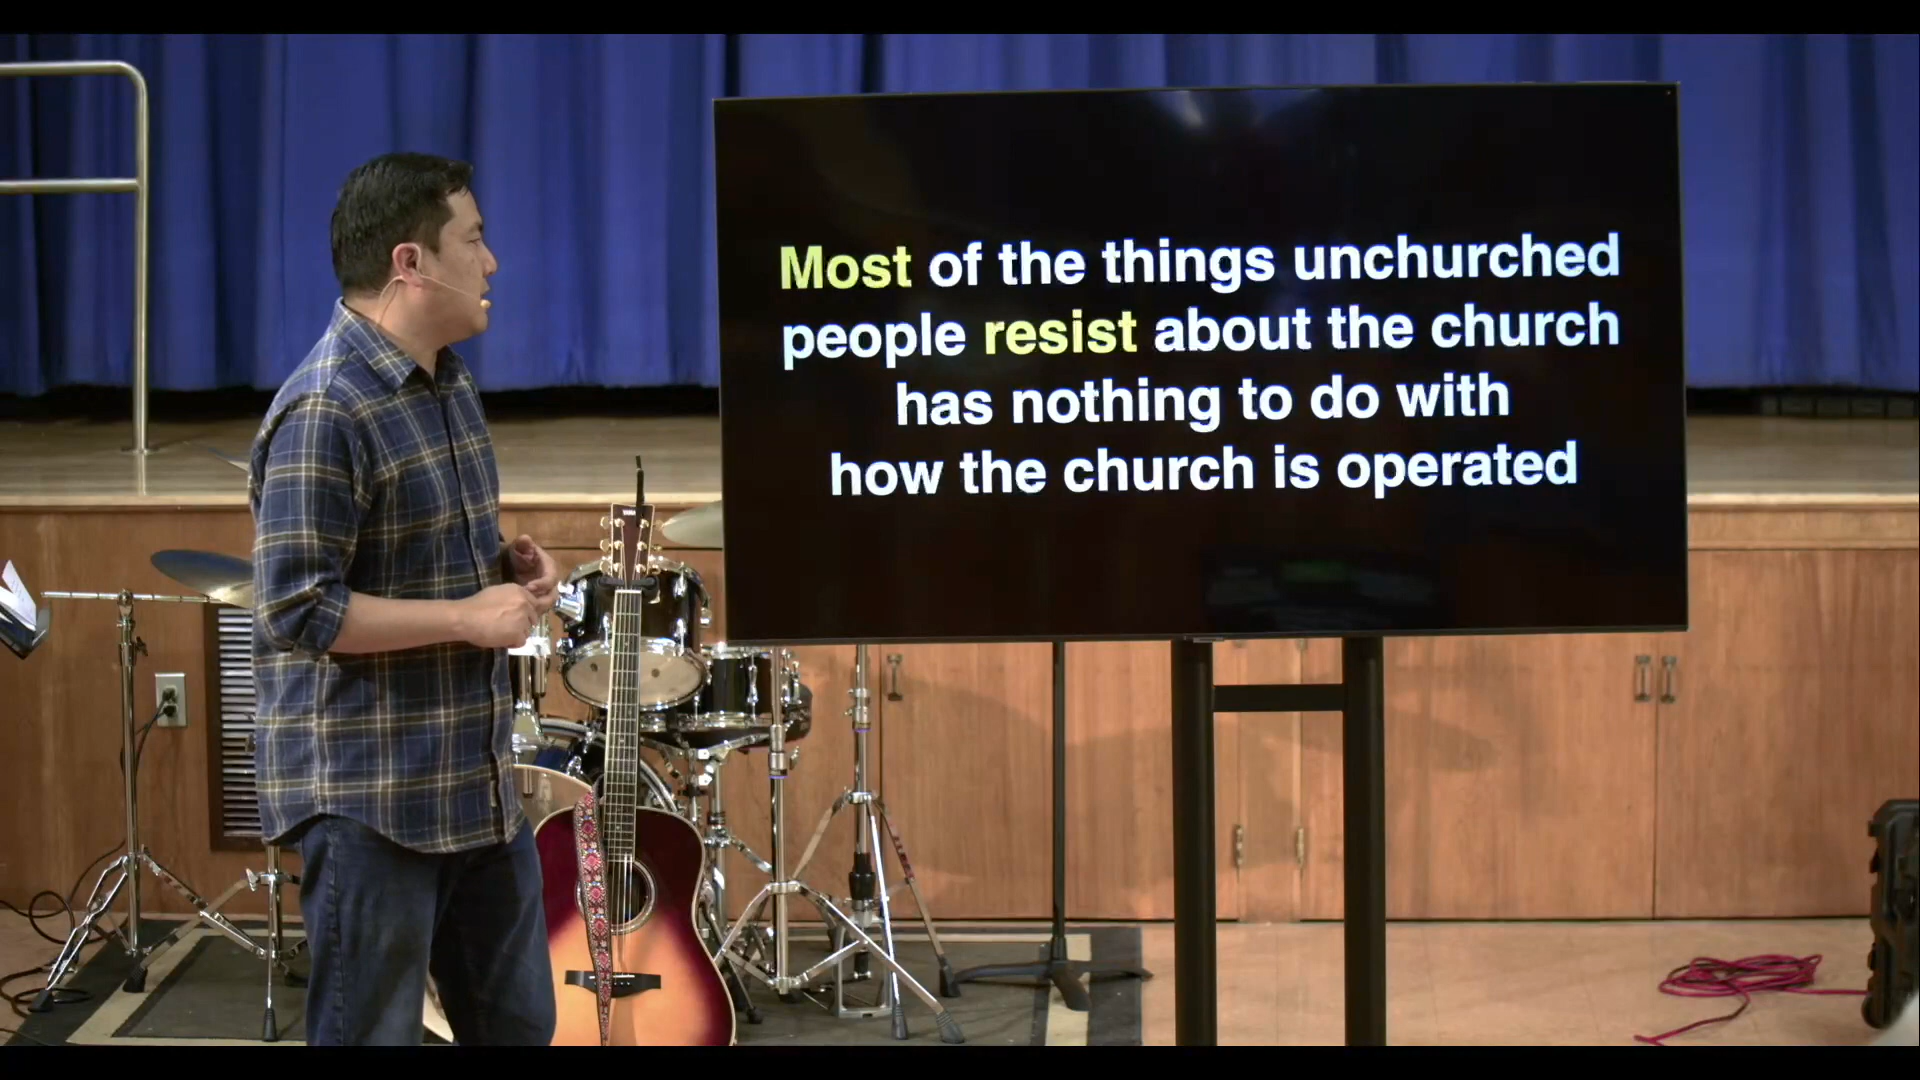 Most of the things unchurched
people resist about the church
has nothing to do with
how the church is operated